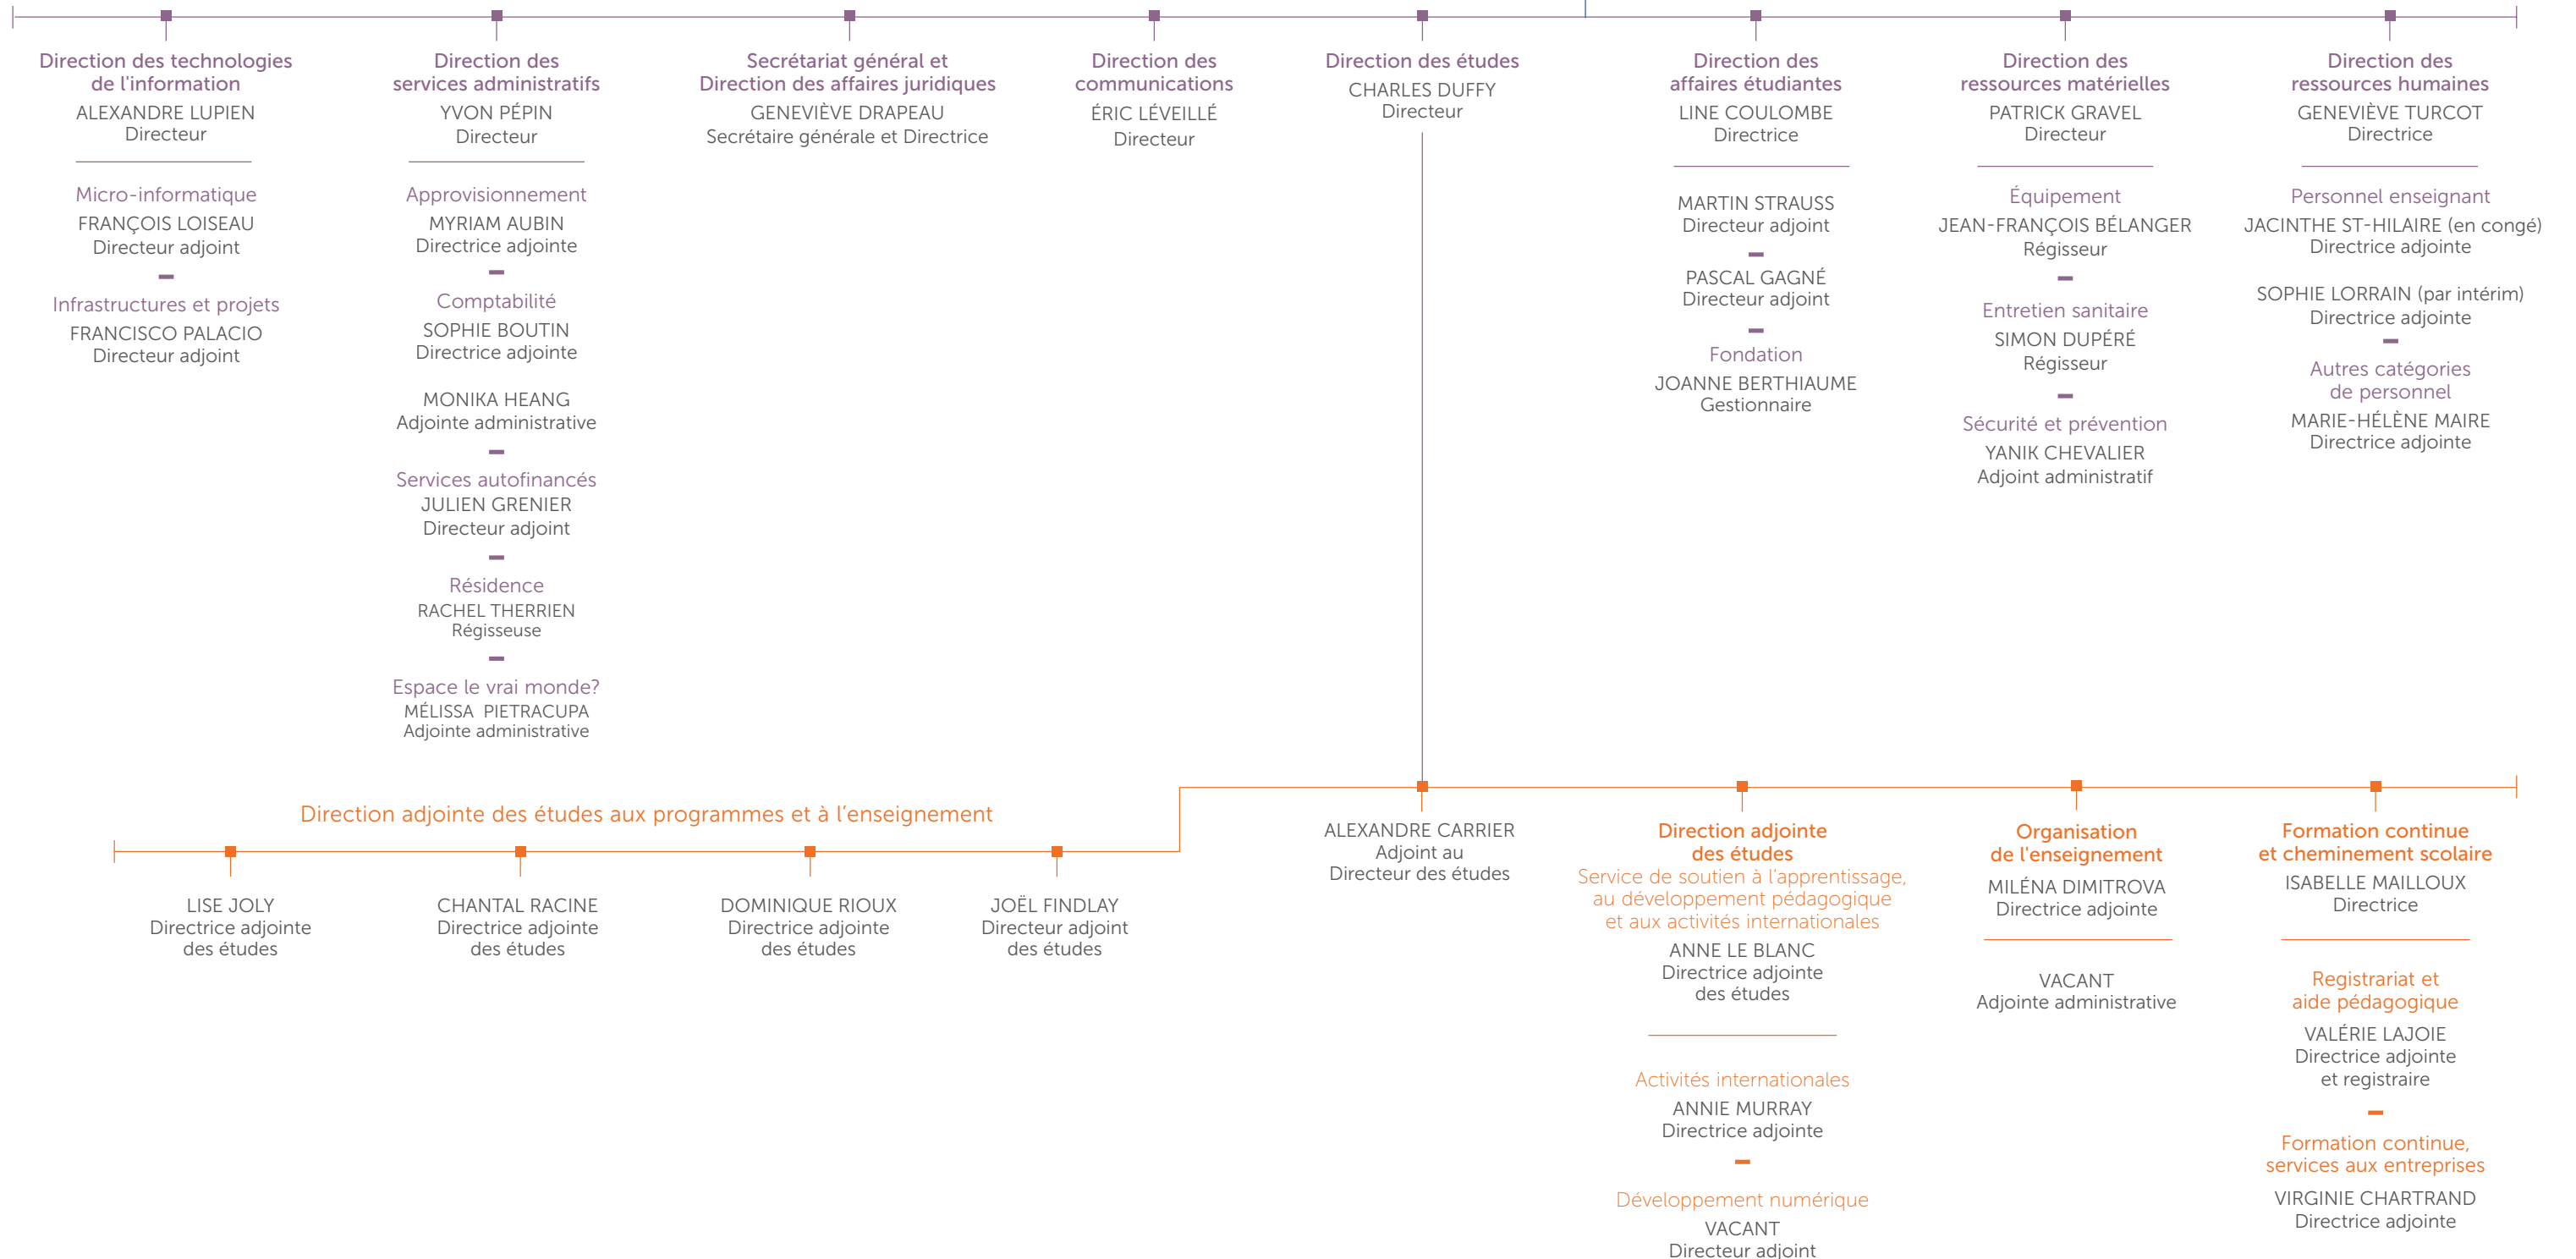 Direction des technologies
de l'information
ALEXANDRE LUPIEN
Directeur
Micro-informatique
FRANÇOIS LOISEAU
Directeur adjoint
Infrastructures et projets
FRANCISCO PALACIO
Directeur adjoint
Direction des
services administratifs
YVON PÉPIN
Directeur
Approvisionnement
MYRIAM AUBIN
Directrice adjointe
Comptabilité
SOPHIE BOUTIN
Directrice adjointe
MONIKA HEANG
Adjointe administrative
Services autofinancés
JULIEN GRENIER
Directeur adjoint
Résidence
RACHEL THERRIEN
Régisseuse
Espace le vrai monde?
MÉLISSA PIETRACUPA
Adjointe administrative
Secrétariat général et
Direction des affaires juridiques
GENEVIÈVE DRAPEAU
Secrétaire générale et Directrice
Direction des
communications
ÉRIC LÉVEILLÉ
Directeur
Direction des études
CHARLES DUFFY
Directeur
Direction des
affaires étudiantes
LINE COULOMBE
Directrice
MARTIN STRAUSS
Directeur adjoint
PASCAL GAGNÉ
Directeur adjoint
Fondation
JOANNE BERTHIAUME
Gestionnaire
Direction des
ressources matérielles
PATRICK GRAVEL
Directeur
Équipement
JEAN-FRANÇOIS BÉLANGER
Régisseur
Entretien sanitaire
SIMON DUPÉRÉ
Régisseur
Sécurité et prévention
YANIK CHEVALIER
Adjoint administratif
Direction des
ressources humaines
GENEVIÈVE TURCOT
Directrice
Personnel enseignant
JACINTHE ST-HILAIRE (en congé)
Directrice adjointe
SOPHIE LORRAIN (par intérim)
Directrice adjointe
Autres catégories
de personnel
MARIE-HÉLÈNE MAIRE
Directrice adjointe
Direction adjointe des études aux programmes et à l’enseignement
LISE JOLY
Directrice adjointe
des études
CHANTAL RACINE
Directrice adjointe
des études
DOMINIQUE RIOUX
Directrice adjointe
des études
JOËL FINDLAY
Directeur adjoint
des études
ALEXANDRE CARRIER
Adjoint au
Directeur des études
Direction adjointe
des études
Service de soutien à l'apprentissage,
au développement pédagogique
et aux activités internationales
ANNE LE BLANC
Directrice adjointe
des études
Activités internationales
ANNIE MURRAY
Directrice adjointe
Développement numérique
VACANT
Directeur adjoint
Organisation
de l'enseignement
MILÉNA DIMITROVA
Directrice adjointe
VACANT
Adjointe administrative
Formation continue
et cheminement scolaire
ISABELLE MAILLOUX
Directrice
Registrariat et
aide pédagogique
VALÉRIE LAJOIE
Directrice adjointe
et registraire
Formation continue,
services aux entreprises
VIRGINIE CHARTRAND
Directrice adjointe